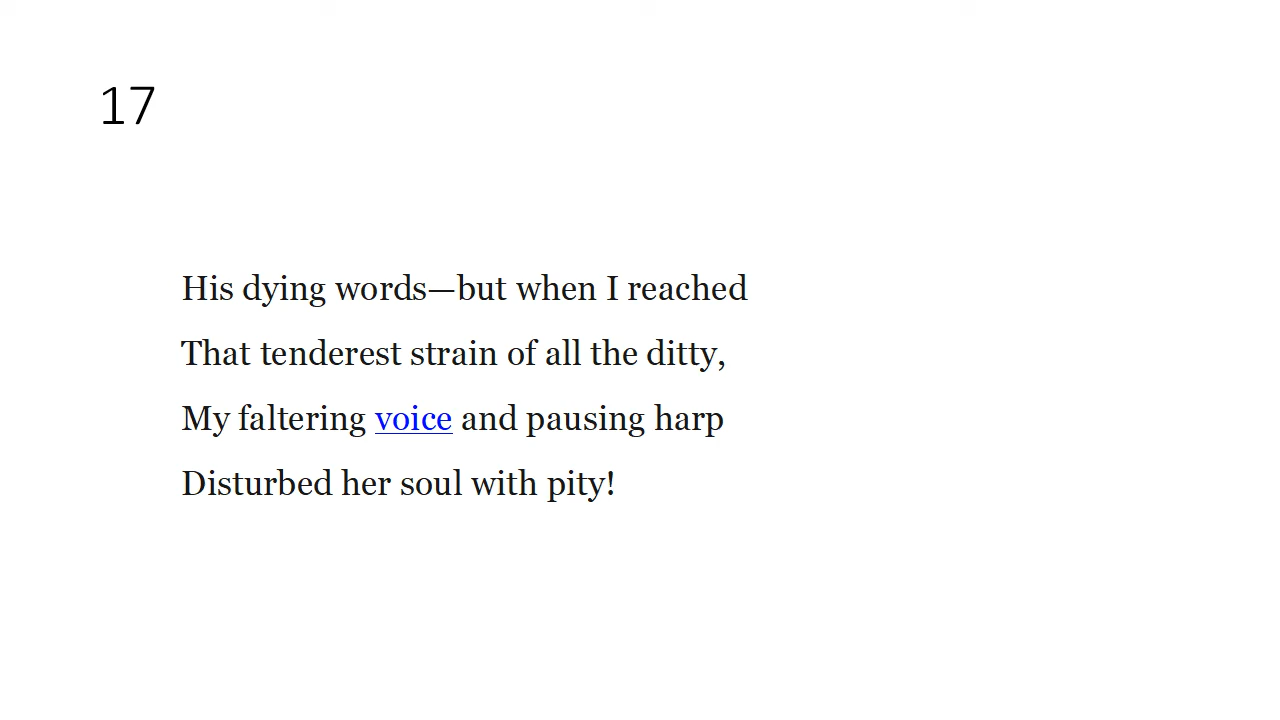 17
His dying words—but when I reached
That tenderest strain of all the ditty,
My faltering voice and pausing harp
Disturbed her soul with pity!